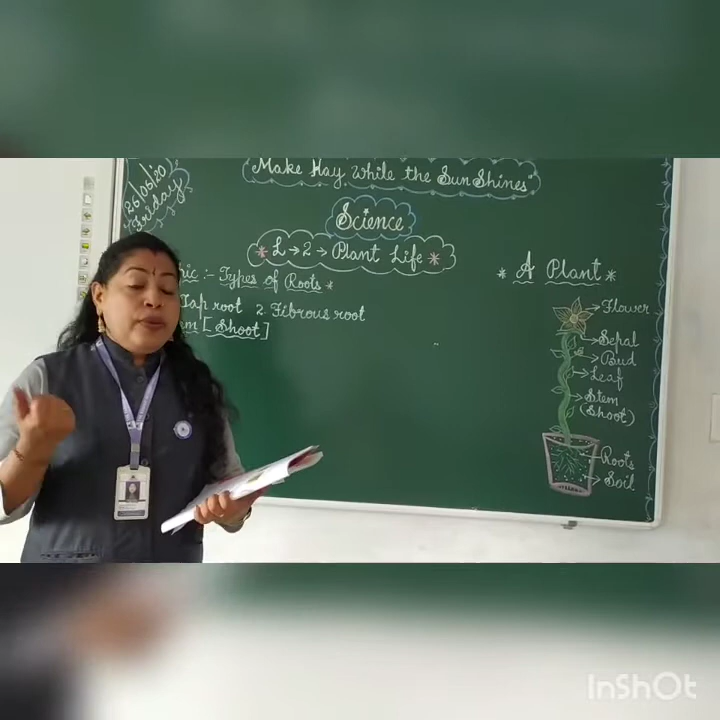 26/06/20
Friday
"Make Hay While the Sun Shines"
Science
* L → 2 → Plant Life *
:- Types of Roots *
Tap root 2. Fibrous root
[Shoot]
* A Plant *
Flower
Sepal
Bud
Leaf
Stem
(Shoot)
Roots
Soil
InShOt